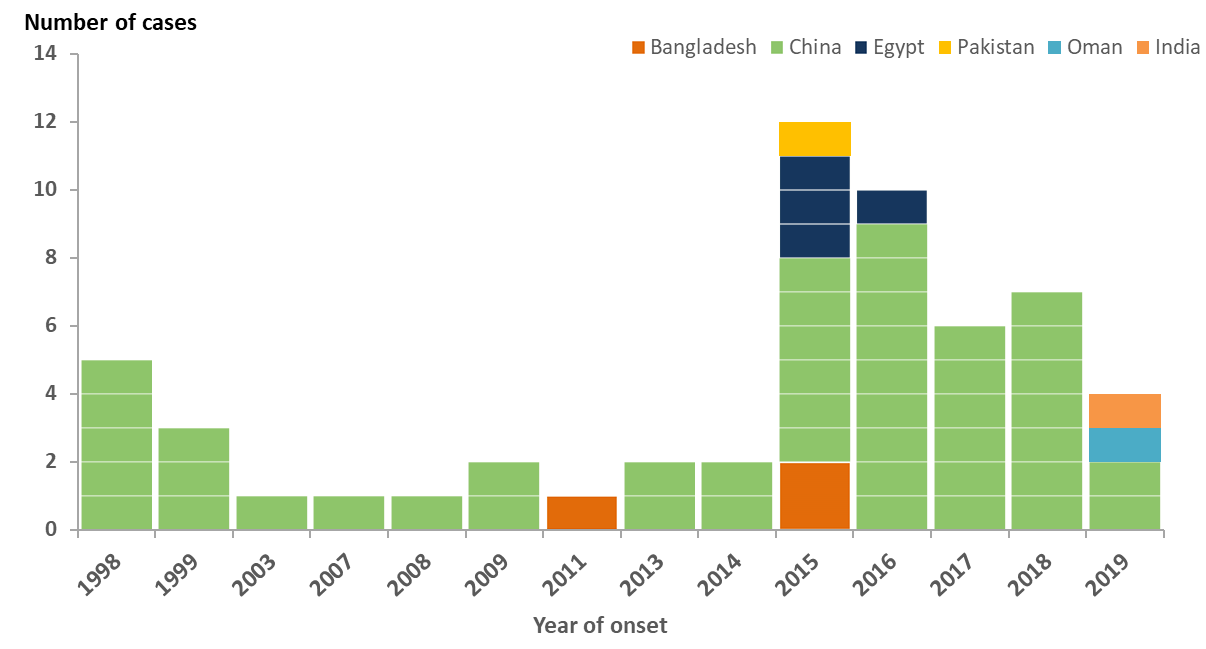 Number of cases
Bangladesh China Egypt Pakistan Oman India
14
12
10
8
6
4
2
0
1998 1999 2003 2007 2008 2009 2011 2013 2014 2015 2016 2017 2018 2019
Year of onset